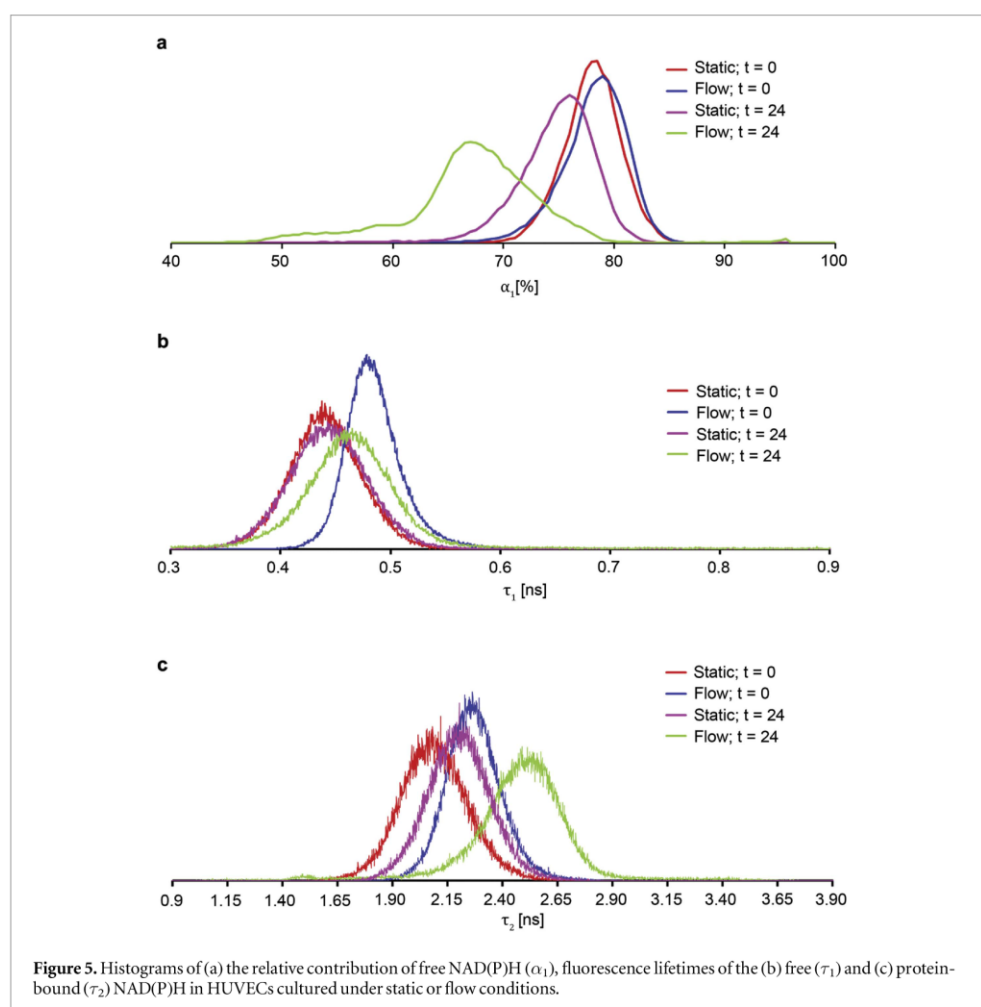 a
Static; t = 0
Flow; t = 0
Static; t = 24
Flow; t = 24
40 50 60 70 80 90 100
α₁[%]
b
Static; t = 0
Flow; t = 0
Static; t = 24
Flow; t = 24
0.3 0.4 0.5 0.6 0.7 0.8 0.9
τ₁ [ns]
c
Static; t = 0
Flow; t = 0
Static; t = 24
Flow; t = 24
0.9 1.15 1.40 1.65 1.90 2.15 2.40 2.65 2.90 3.15 3.40 3.65 3.90
τ₂ [ns]
Figure 5. Histograms of (a) the relative contribution of free NAD(P)H (α₁), fluorescence lifetimes of the (b) free (τ₁) and (c) protein-
bound (τ₂) NAD(P)H in HUVECs cultured under static or flow conditions.